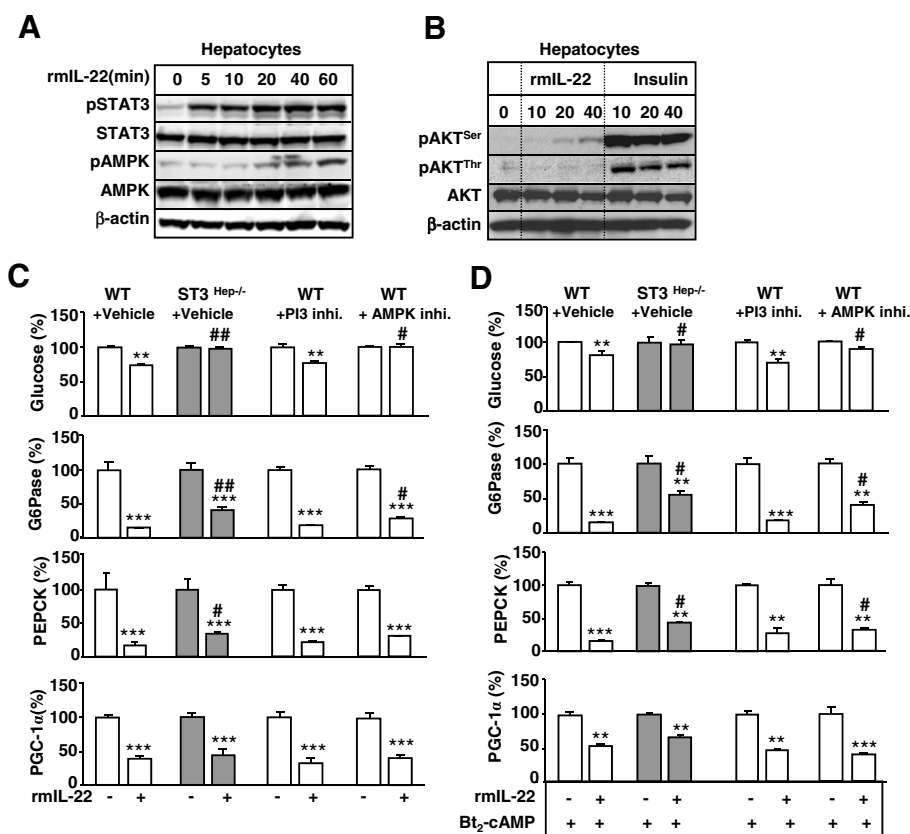 A
Hepatocytes
rmIL-22(min) 0 5 10 20 40 60
pSTAT3
STAT3
pAMPK
AMPK
β-actin
B
Hepatocytes
rmIL-22 Insulin
0 10 20 40 10 20 40
pAKT^Ser
pAKT^Thr
AKT
β-actin
C
WT ST3 ^Hep-/- WT WT
+Vehicle +Vehicle +PI3 inhi. + AMPK inhi.
Glucose (%)
150
100
50
0
** ## ** #
G6Pase (%)
150
100
50
0
*** ## *** *** # ***
PEPCK (%)
150
100
50
0
*** # *** *** ***
PGC-1α(%)
150
100
50
0
*** *** *** ***
rmIL-22 - + - + - + - +
D
WT ST3 ^Hep-/- WT WT
+Vehicle +Vehicle +PI3 inhi. + AMPK inhi.
Glucose (%)
150
100
50
0
** # ** #
G6Pase (%)
150
100
50
0
*** # ** *** # **
PEPCK (%)
150
100
50
0
*** # ** ** # **
PGC-1α (%)
150
100
50
0
** ** ** ***
rmIL-22 - + - + - + - +
Bt₂-cAMP + + + + + + + +